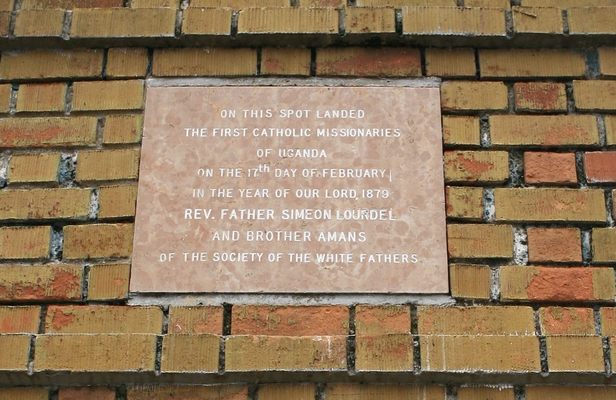 ON THIS SPOT LANDED
THE FIRST CATHOLIC MISSIONARIES
OF UGANDA
ON THE 17th DAY OF FEBRUARY,
IN THE YEAR OF OUR LORD, 1879
REV. FATHER SIMEON LOURDEL
AND BROTHER AMANS
OF THE SOCIETY OF THE WHITE FATHERS